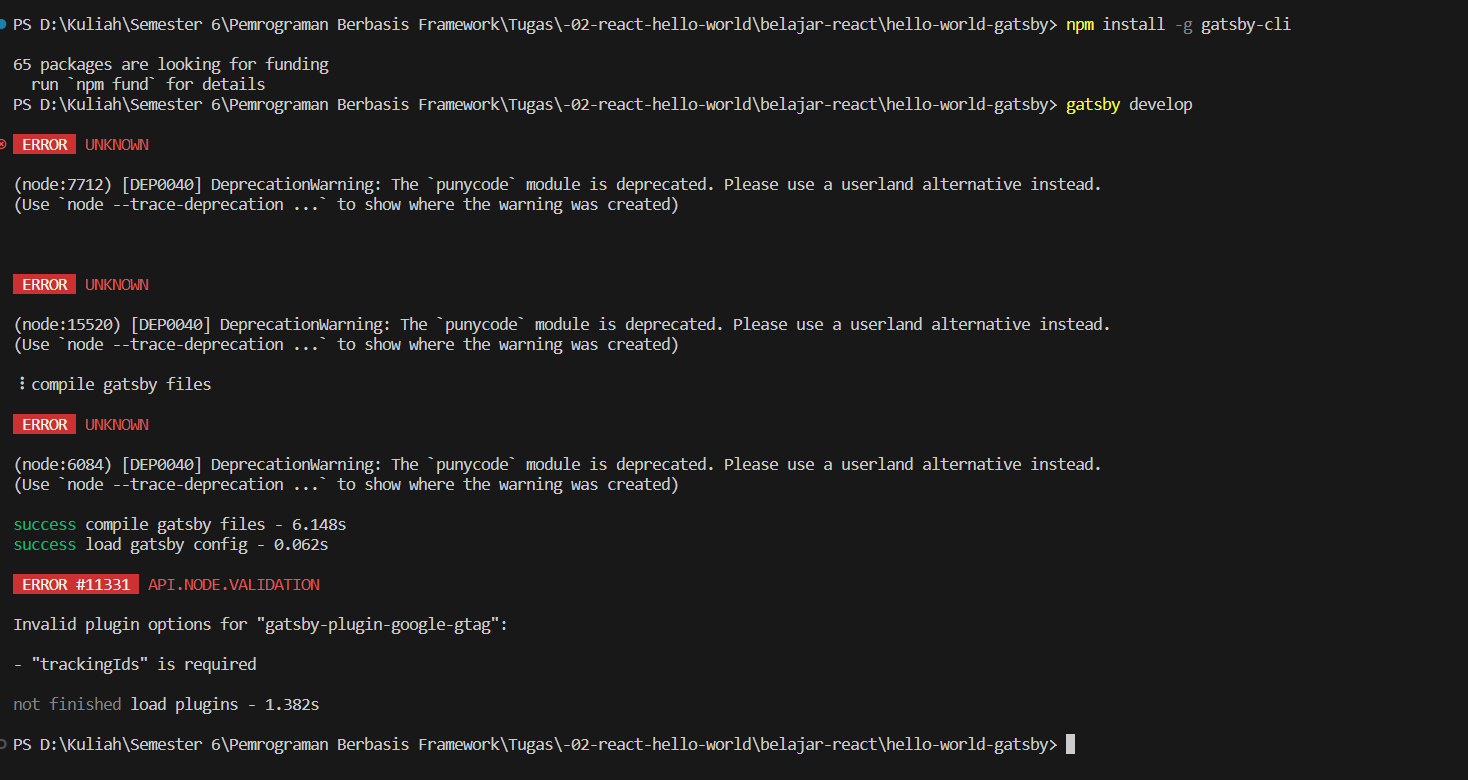 PS D:\Kuliah\Semester 6\Pemrograman Berbasis Framework\Tugas\-02-react-hello-world\belajar-react\hello-world-gatsby> npm install -g gatsby-cli
65 packages are looking for funding
run `npm fund` for details
PS D:\Kuliah\Semester 6\Pemrograman Berbasis Framework\Tugas\-02-react-hello-world\belajar-react\hello-world-gatsby> gatsby develop
ERROR UNKNOWN
(node:7712) [DEP0040] DeprecationWarning: The `punycode` module is deprecated. Please use a userland alternative instead.
(Use `node --trace-deprecation ...` to show where the warning was created)
ERROR UNKNOWN
(node:15520) [DEP0040] DeprecationWarning: The `punycode` module is deprecated. Please use a userland alternative instead.
(Use `node --trace-deprecation ...` to show where the warning was created)
⠇compile gatsby files
ERROR UNKNOWN
(node:6084) [DEP0040] DeprecationWarning: The `punycode` module is deprecated. Please use a userland alternative instead.
(Use `node --trace-deprecation ...` to show where the warning was created)
success compile gatsby files - 6.148s
success load gatsby config - 0.062s
ERROR #11331 API.NODE.VALIDATION
Invalid plugin options for "gatsby-plugin-google-gtag":
- "trackingIds" is required
not finished load plugins - 1.382s
PS D:\Kuliah\Semester 6\Pemrograman Berbasis Framework\Tugas\-02-react-hello-world\belajar-react\hello-world-gatsby>